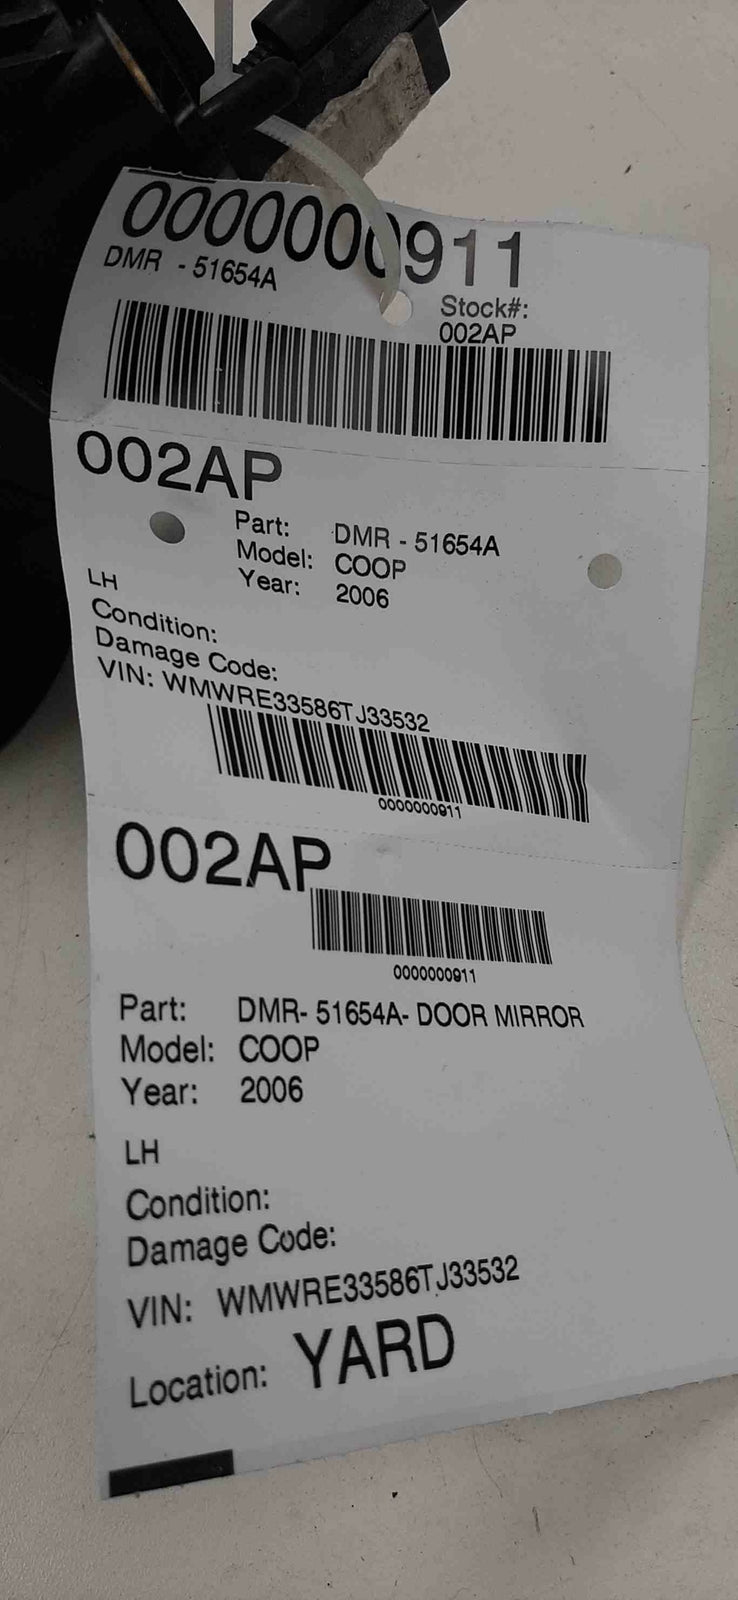 0000000911
DMR - 51654A
Stock#:
002AP
002AP
Part: DMR - 51654A
Model: COOP
Year: 2006
LH
Condition:
Damage Code:
VIN: WMWRE33586TJ33532
0000000911
002AP
0000000911
Part: DMR- 51654A- DOOR MIRROR
Model: COOP
Year: 2006
LH
Condition:
Damage Code:
VIN: WMWRE33586TJ33532
Location: YARD